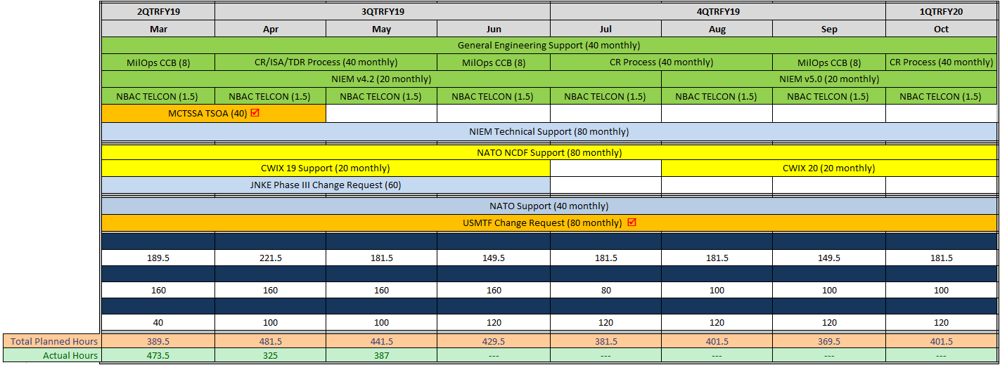 2QTRFY19 3QTRFY19 4QTRFY19 1QTRFY20
Mar Apr May Jun Jul Aug Sep Oct
General Engineering Support (40 monthly)
MilOps CCB (8) CR/ISA/TDR Process (40 monthly) MilOps CCB (8) CR Process (40 monthly) MilOps CCB (8) CR Process (40 monthly)
NIEM v4.2 (20 monthly) NIEM v5.0 (20 monthly)
NBAC TELCON (1.5) NBAC TELCON (1.5) NBAC TELCON (1.5) NBAC TELCON (1.5) NBAC TELCON (1.5) NBAC TELCON (1.5) NBAC TELCON (1.5) NBAC TELCON (1.5)
MCTSSA TSOA (40)
NIEM Technical Support (80 monthly)
NATO NCDF Support (80 monthly)
CWIX 19 Support (20 monthly) CWIX 20 (20 monthly)
JNKE Phase III Change Request (60)
NATO Support (40 monthly)
USMTF Change Request (80 monthly)
189.5 221.5 181.5 149.5 181.5 181.5 149.5 181.5
160 160 160 160 80 100 100 100
40 100 100 120 120 120 120 120
Total Planned Hours 389.5 481.5 441.5 429.5 381.5 401.5 369.5 401.5
Actual Hours 473.5 325 387 --- --- --- --- ---